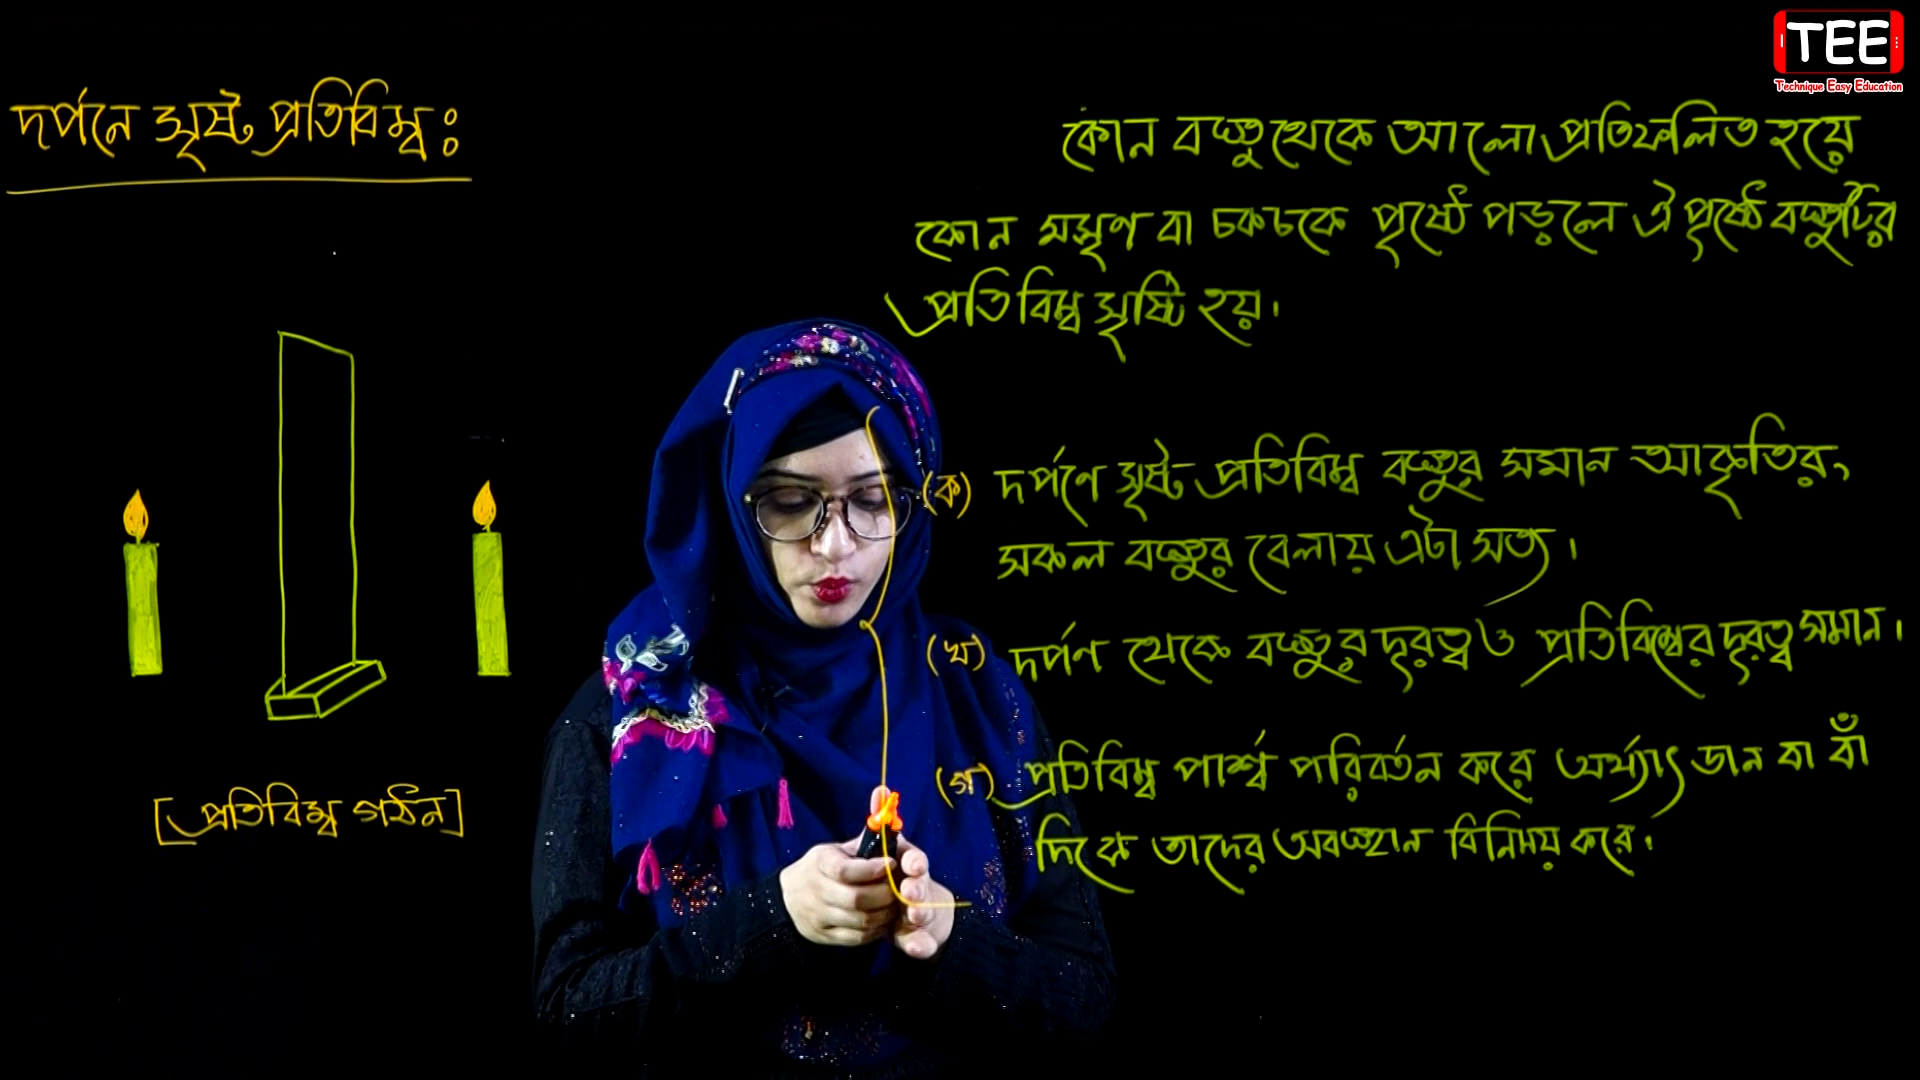 TEE
Technique Easy Education
দর্পনে সৃষ্ট প্রতিবিম্ব ঃ
কোন বস্তু থেকে আলো প্রতিফলিত হয়ে
কোন মসৃণ বা চকচকে পৃষ্ঠে পড়লে ঐ পৃষ্ঠে বস্তুটির
প্রতিবিম্ব সৃষ্টি হয়।
(ক) দর্পণে সৃষ্ট প্রতিবিম্ব বস্তুর সমান আকৃতির,
সকল বস্তুর বেলায় এটা সত্য।
(খ) দর্পণ থেকে বস্তুর দূরত্ব ও প্রতিবিম্বের দূরত্ব সমান।
(গ) প্রতিবিম্ব পার্শ্ব পরিবর্তন করে অর্থ্যাৎ ডান বা বাঁ
দিকে তাদের অবস্থান বিনিময় করে।
[প্রতিবিম্ব গঠন]